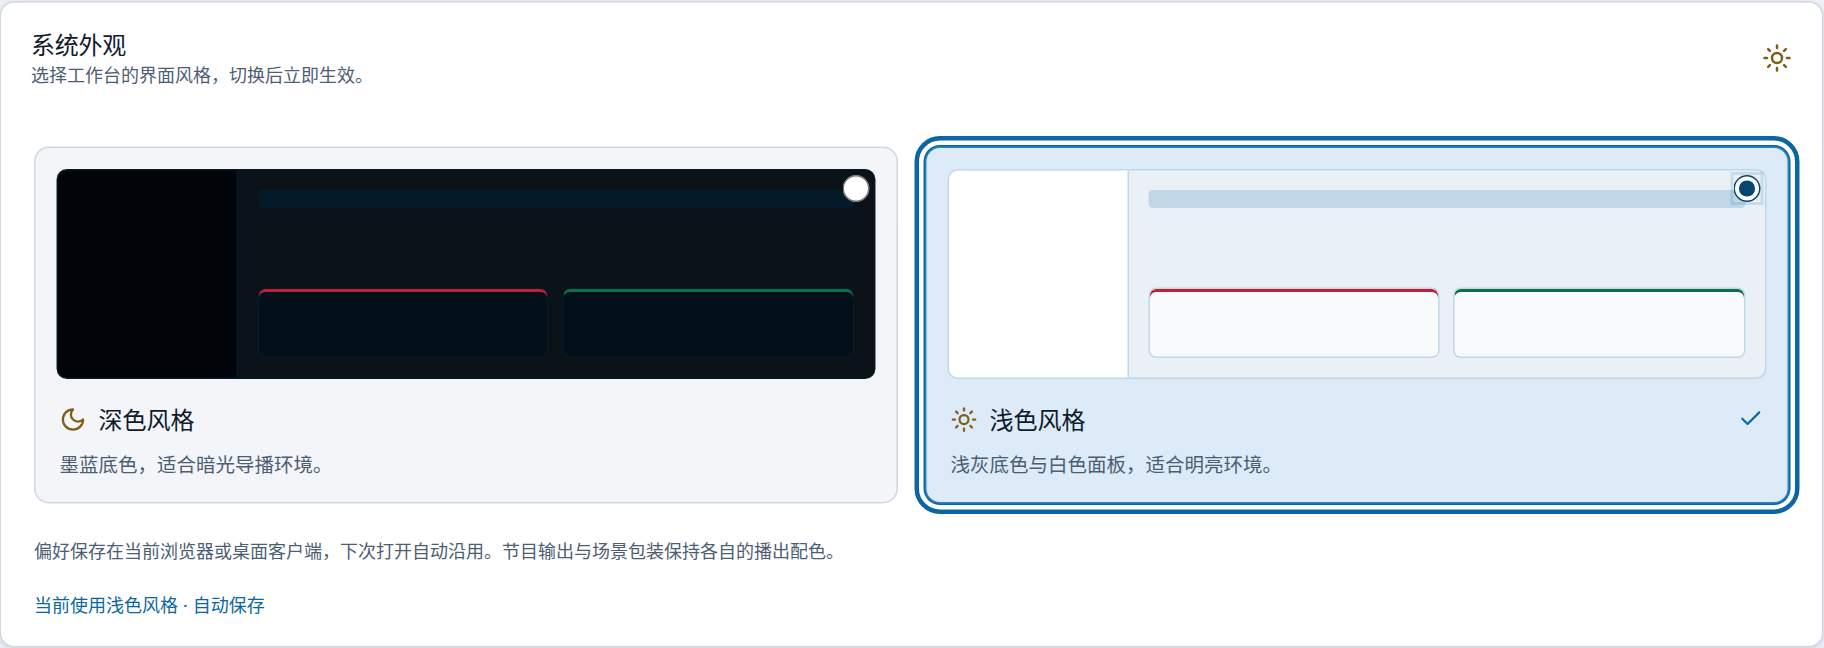 系统外观
选择工作台的界面风格，切换后立即生效。
深色风格
墨蓝底色，适合暗光导播环境。
浅色风格
浅灰底色与白色面板，适合明亮环境。
偏好保存在当前浏览器或桌面客户端，下次打开自动沿用。节目输出与场景包装保持各自的播出配色。
当前使用浅色风格 · 自动保存